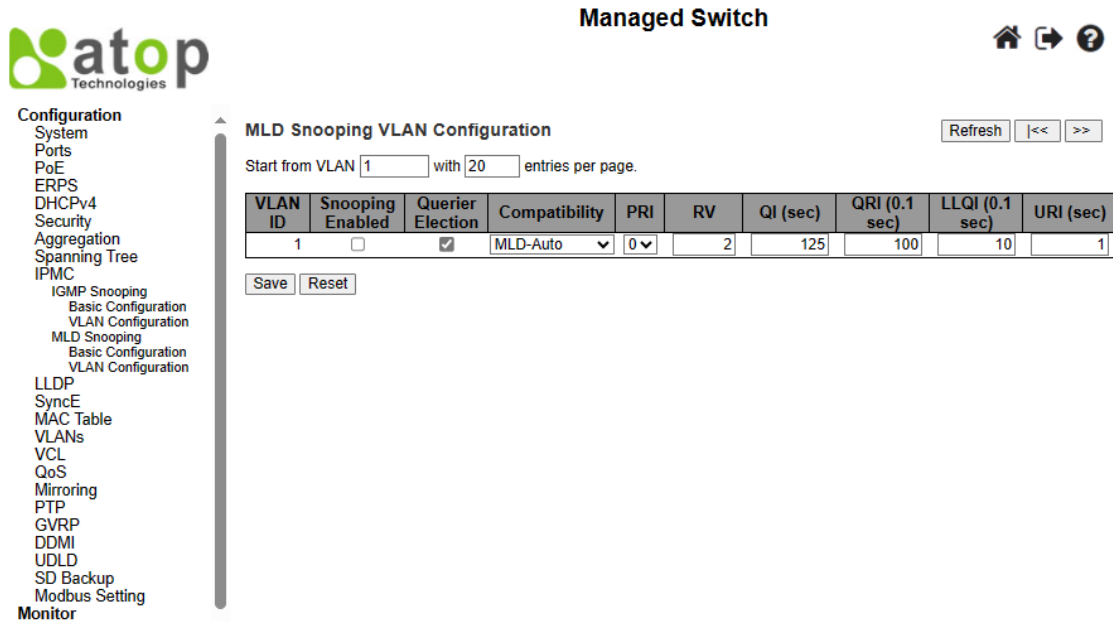 Managed Switch
atop
Technologies
Configuration
System
Ports
PoE
ERPS
DHCPv4
Security
Aggregation
Spanning Tree
IPMC
IGMP Snooping
Basic Configuration
VLAN Configuration
MLD Snooping
Basic Configuration
VLAN Configuration
LLDP
SyncE
MAC Table
VLANs
VCL
QoS
Mirroring
PTP
GVRP
DDMI
UDLD
SD Backup
Modbus Setting
Monitor
MLD Snooping VLAN Configuration
Refresh |<< >>
Start from VLAN 1 with 20 entries per page.
VLAN ID Snooping Enabled Querier Election Compatibility PRI RV QI (sec) QRI (0.1 sec) LLQI (0.1 sec) URI (sec)
1 MLD-Auto 0 2 125 100 10 1
Save Reset